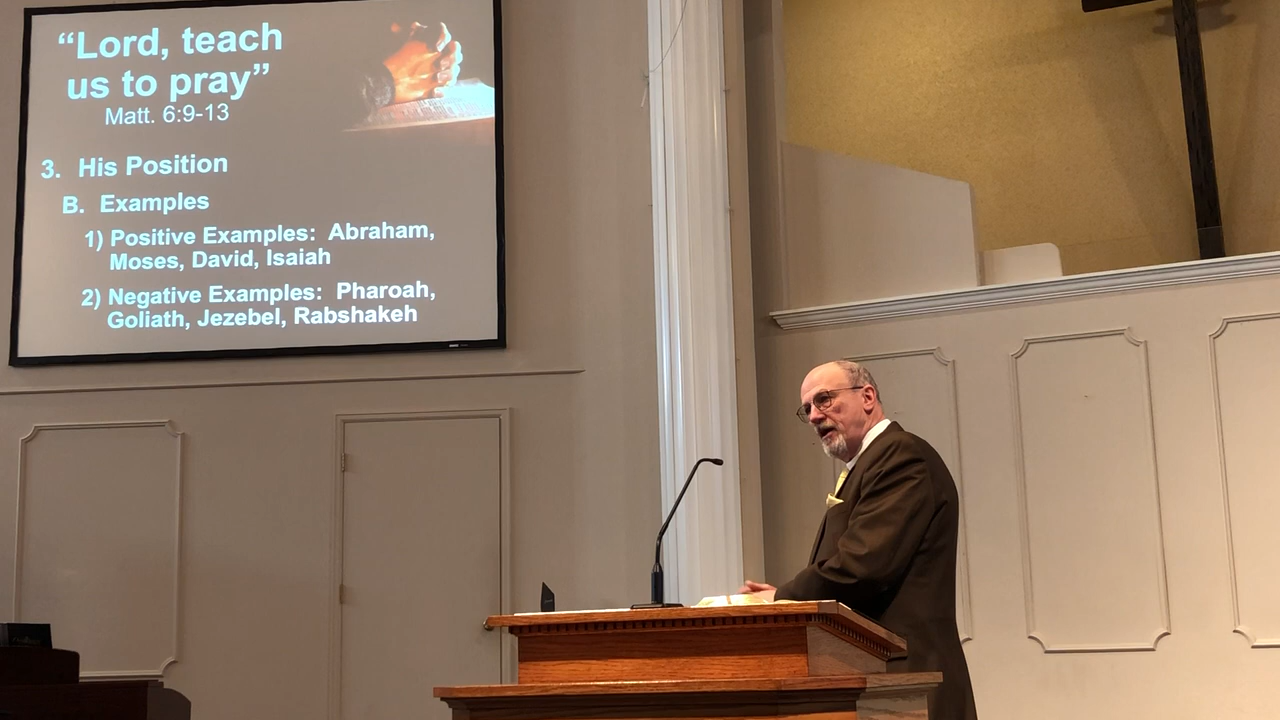 “Lord, teach
us to pray”
Matt. 6:9-13
3. His Position
B. Examples
1) Positive Examples: Abraham,
Moses, David, Isaiah
2) Negative Examples: Pharoah,
Goliath, Jezebel, Rabshakeh